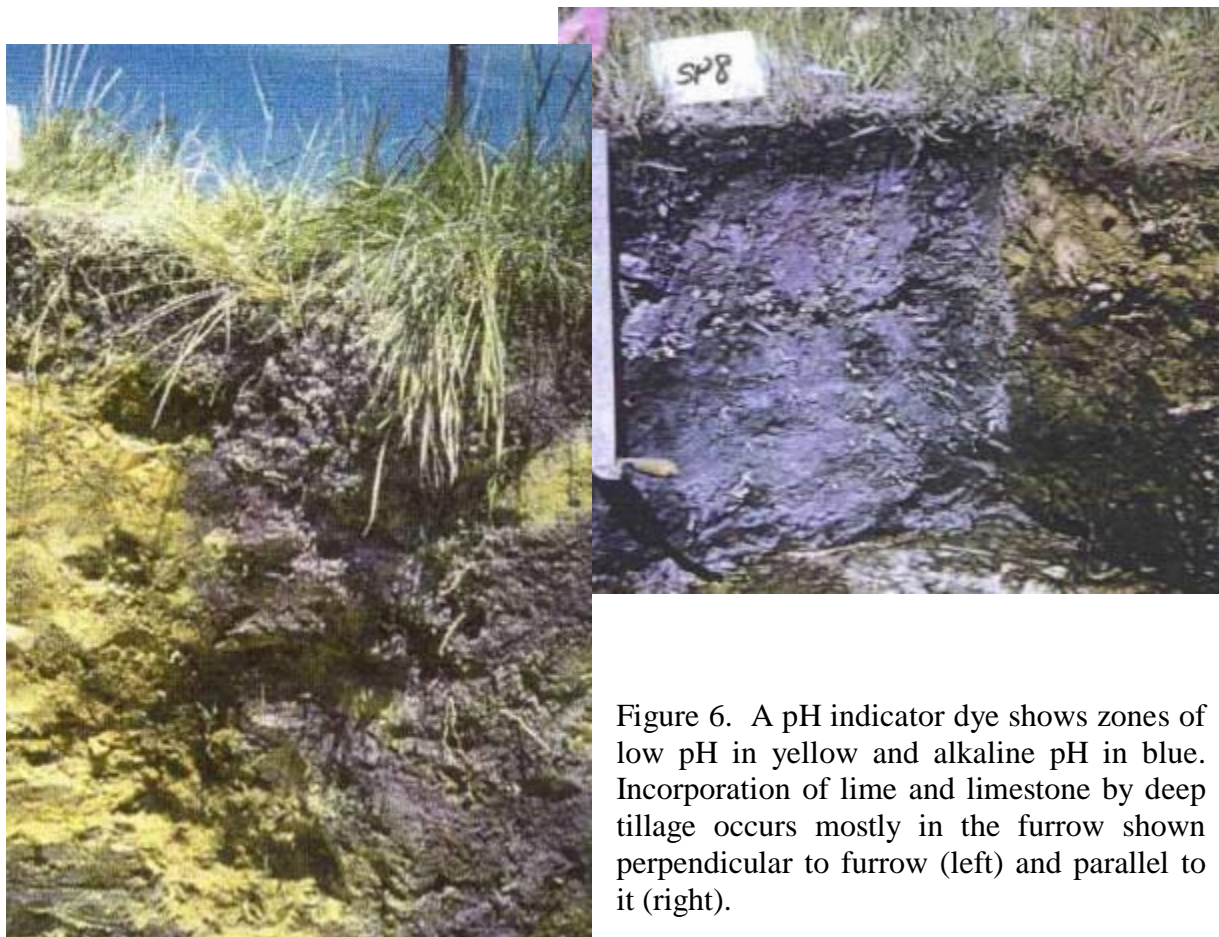 SP8
Figure 6. A pH indicator dye shows zones of
low pH in yellow and alkaline pH in blue.
Incorporation of lime and limestone by deep
tillage occurs mostly in the furrow shown
perpendicular to furrow (left) and parallel to
it (right).